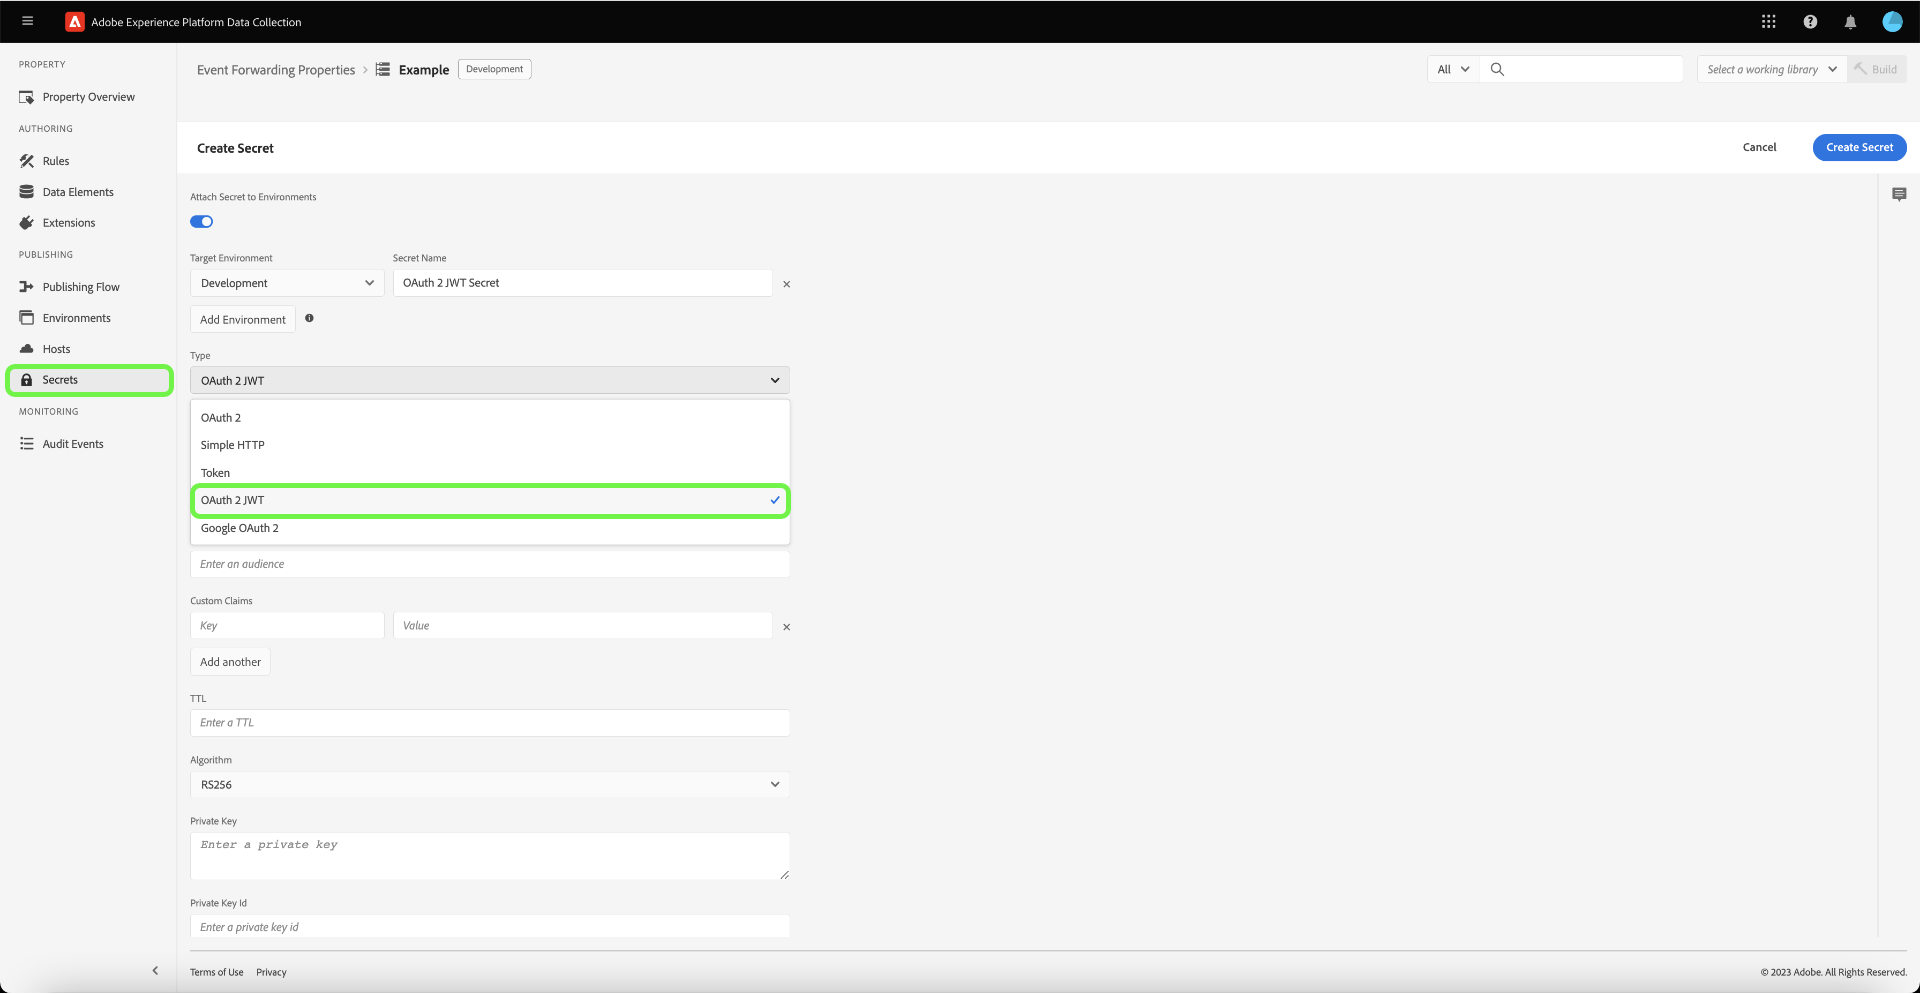 Adobe Experience Platform Data Collection
PROPERTY
Property Overview
AUTHORING
Rules
Data Elements
Extensions
PUBLISHING
Publishing Flow
Environments
Hosts
Secrets
MONITORING
Audit Events
Event Forwarding Properties > Example Development
All
Select a working library
Build
Create Secret
Cancel
Create Secret
Attach Secret to Environments
Target Environment Secret Name
Development OAuth 2 JWT Secret
Add Environment
Type
OAuth 2 JWT
OAuth 2
Simple HTTP
Token
OAuth 2 JWT
Google OAuth 2
Enter an audience
Custom Claims
Key Value
Add another
TTL
Enter a TTL
Algorithm
RS256
Private Key
Enter a private key
Private Key Id
Enter a private key id
Terms of Use Privacy
© 2023 Adobe. All Rights Reserved.